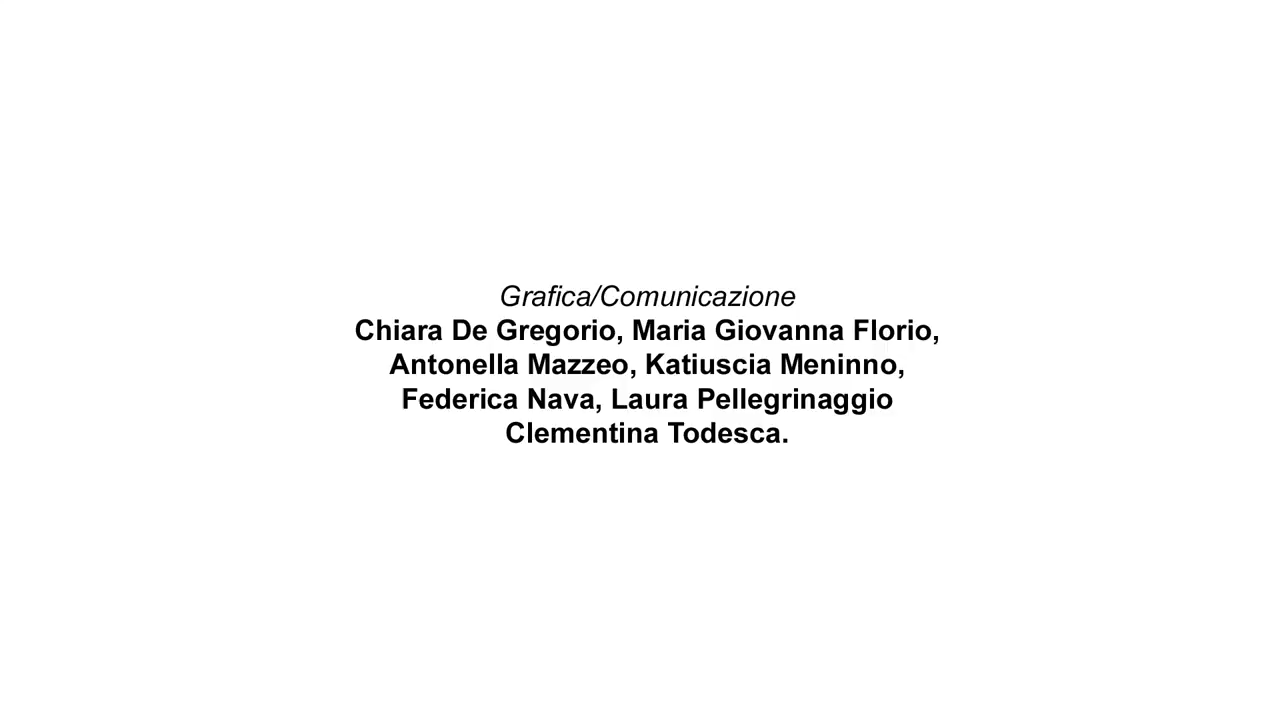 Grafica/Comunicazione
Chiara De Gregorio, Maria Giovanna Florio,
Antonella Mazzeo, Katiuscia Meninno,
Federica Nava, Laura Pellegrinaggio
Clementina Todesca.